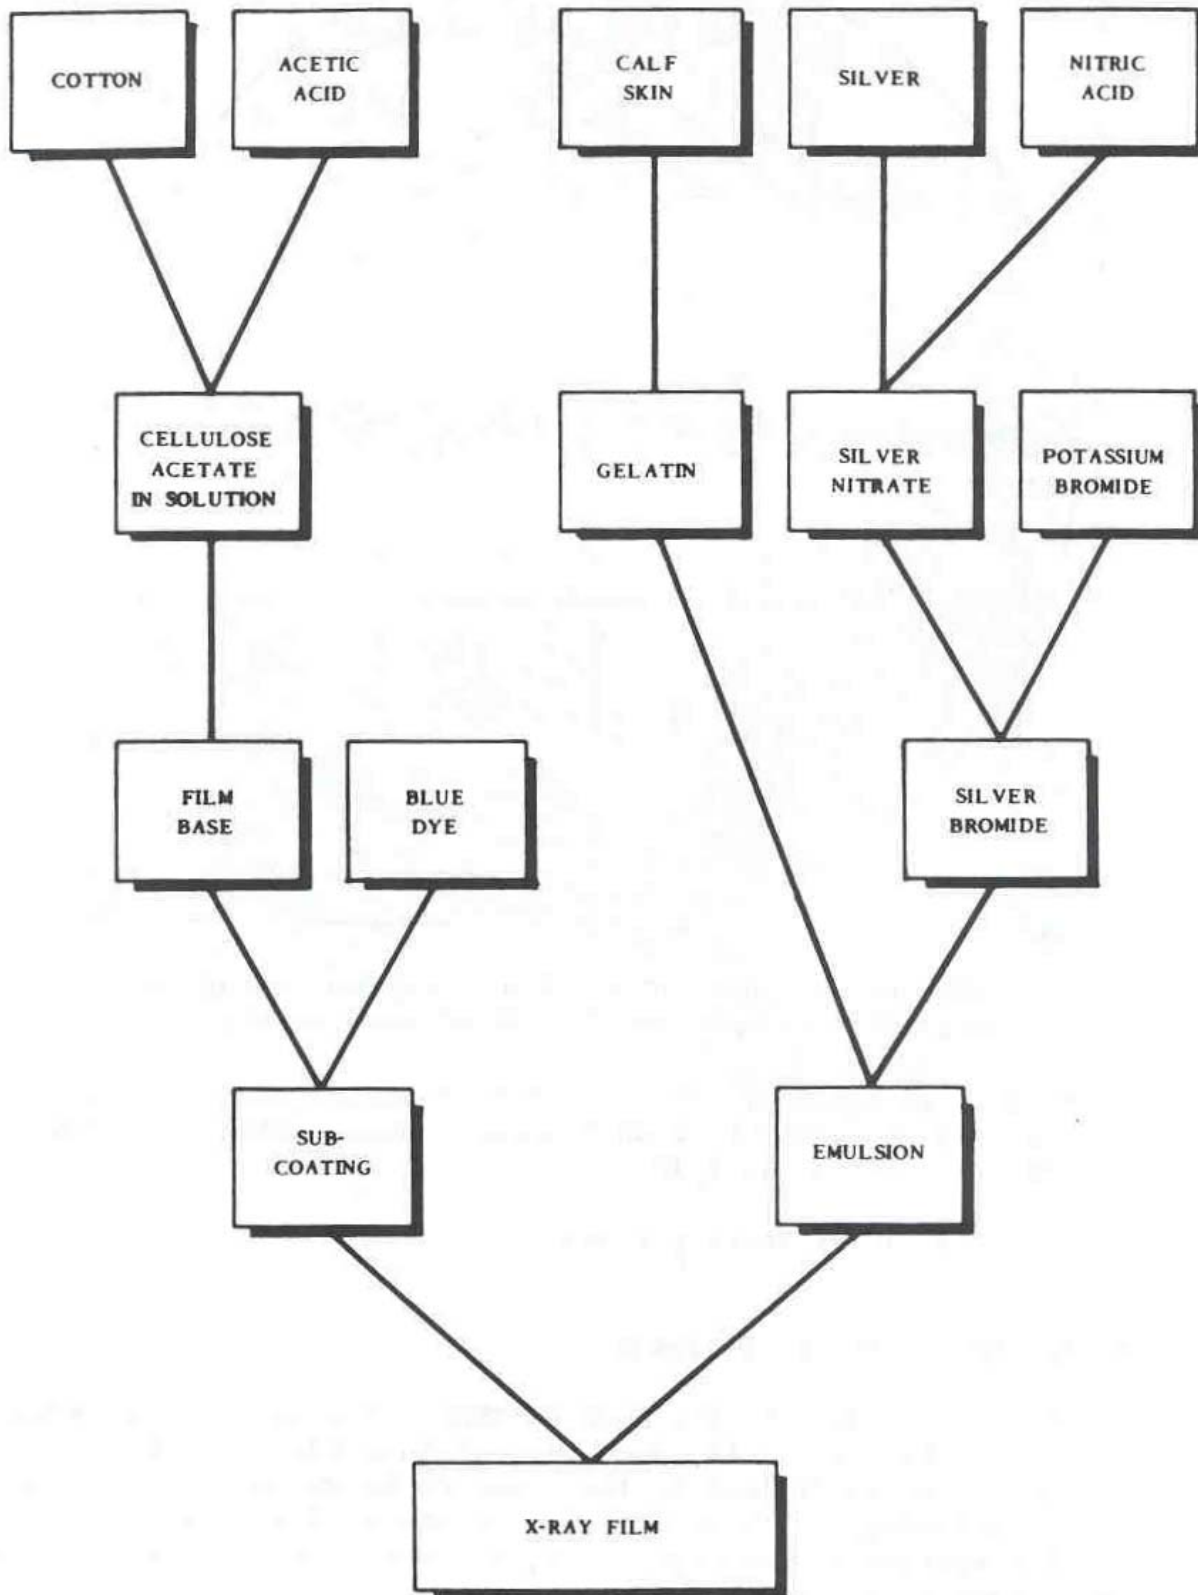 COTTON
ACETIC
ACID
CALF
SKIN
SILVER
NITRIC
ACID
CELLULOSE
ACETATE
IN SOLUTION
GELATIN
SILVER
NITRATE
POTASSIUM
BROMIDE
FILM
BASE
BLUE
DYE
SILVER
BROMIDE
SUB-
COATING
EMULSION
X-RAY FILM